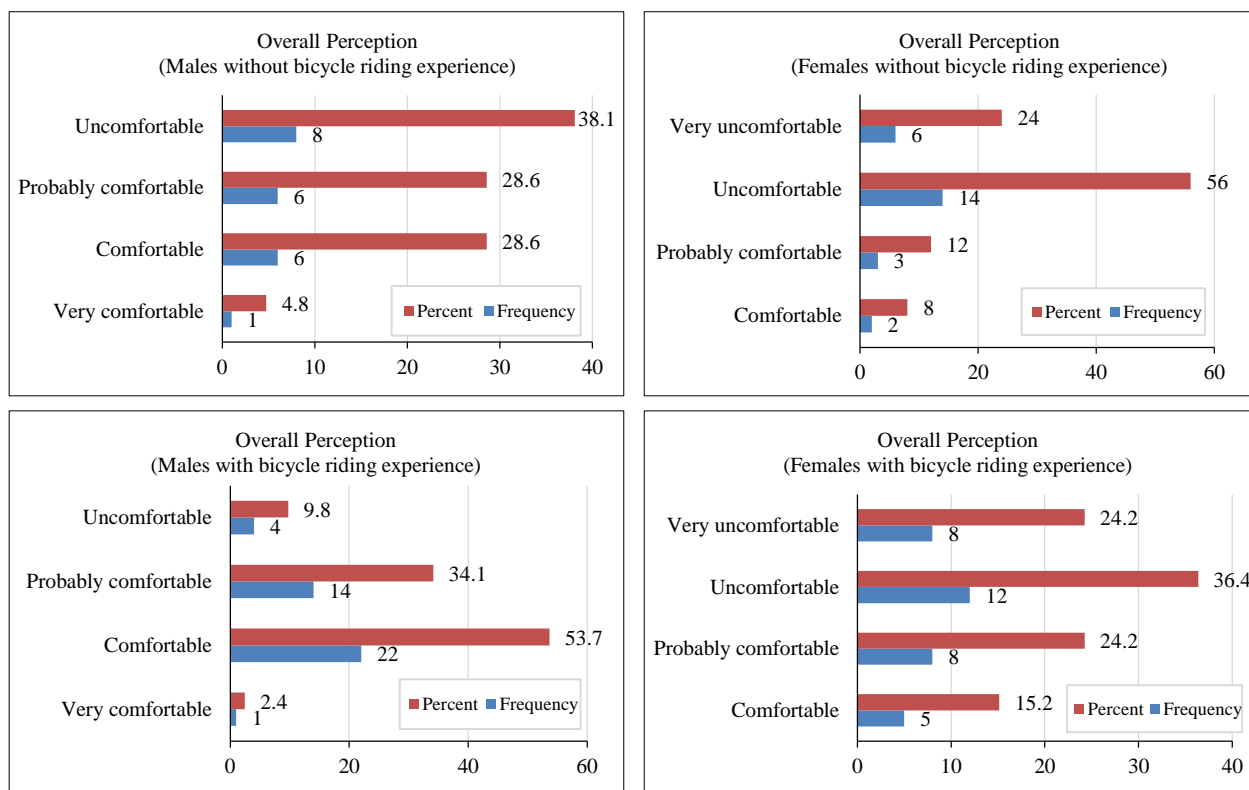 Overall Perception
(Males without bicycle riding experience)
Uncomfortable
38.1
8
Probably comfortable
28.6
6
Comfortable
28.6
6
Very comfortable
4.8
1
Percent Frequency
0 10 20 30 40
Overall Perception
(Females without bicycle riding experience)
Very uncomfortable
24
6
Uncomfortable
56
14
Probably comfortable
12
3
Comfortable
8
2
Percent Frequency
0 20 40 60
Overall Perception
(Males with bicycle riding experience)
Uncomfortable
9.8
4
Probably comfortable
34.1
14
Comfortable
53.7
22
Very comfortable
2.4
1
Percent Frequency
0 20 40 60
Overall Perception
(Females with bicycle riding experience)
Very uncomfortable
24.2
8
Uncomfortable
36.4
12
Probably comfortable
24.2
8
Comfortable
15.2
5
Percent Frequency
0 10 20 30 40